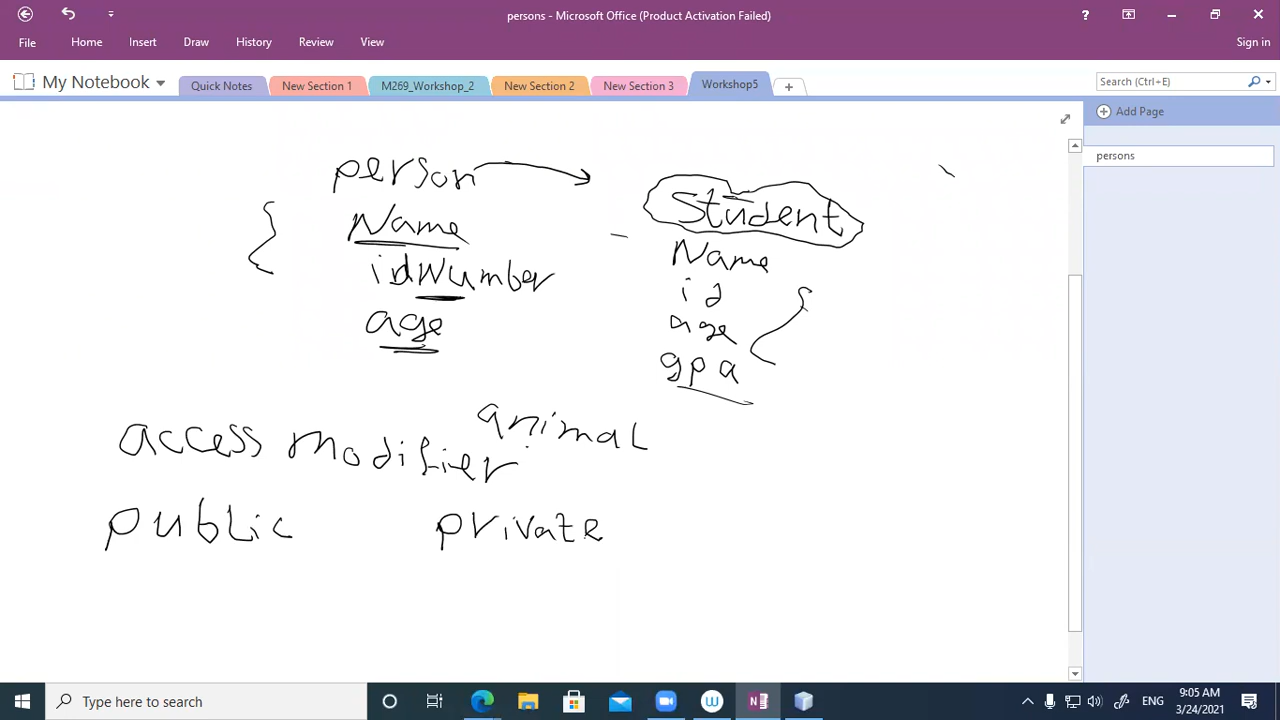 persons - Microsoft Office (Product Activation Failed)
File Home Insert Draw History Review View Sign in
My Notebook Quick Notes New Section 1 M269_Workshop_2 New Section 2 New Section 3 Workshop5 Search (Ctrl+E)
Add Page
persons
person
Name
idNumber
age
Student
Name
id
age
gpa
animal
access modifier
public private
Type here to search
ENG
9:05 AM
3/24/2021